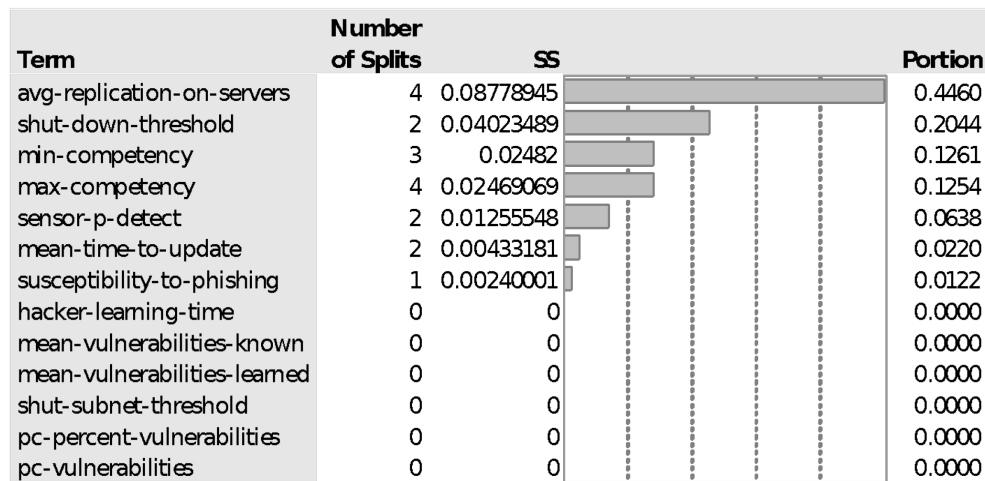 Number
Term of Splits SS Portion
avg-replication-on-servers 4 0.08778945 0.4460
shut-down-threshold 2 0.04023489 0.2044
min-competency 3 0.02482 0.1261
max-competency 4 0.02469069 0.1254
sensor-p-detect 2 0.01255548 0.0638
mean-time-to-update 2 0.00433181 0.0220
susceptibility-to-phishing 1 0.00240001 0.0122
hacker-learning-time 0 0 0.0000
mean-vulnerabilities-known 0 0 0.0000
mean-vulnerabilities-learned 0 0 0.0000
shut-subnet-threshold 0 0 0.0000
pc-percent-vulnerabilities 0 0 0.0000
pc-vulnerabilities 0 0 0.0000